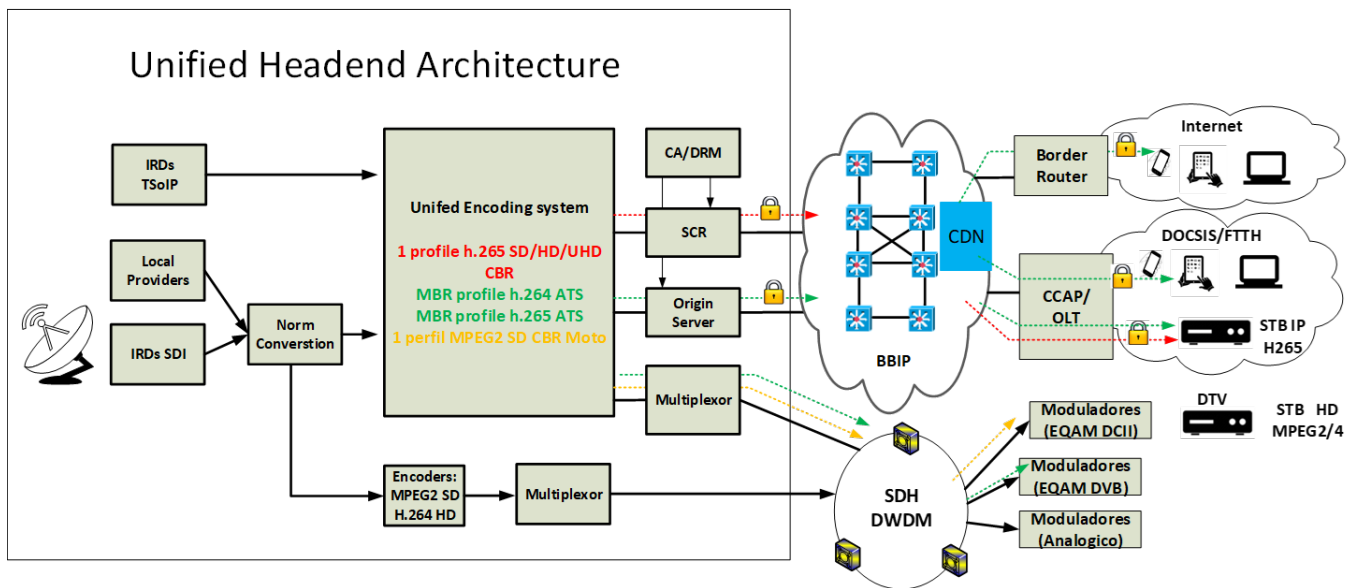 Unified Headend Architecture
IRDs
TSoIP
Local
Providers
IRDs SDI
Norm
Converstion
Unifed Encoding system
1 profile h.265 SD/HD/UHD
CBR
MBR profile h.264 ATS
MBR profile h.265 ATS
1 perfil MPEG2 SD CBR Moto
Encoders:
MPEG2 SD
H.264 HD
Multiplexor
CA/DRM
SCR
Origin
Server
Multiplexor
BBIP
CDN
SDH
DWDM
Border
Router
Internet
CCAP/
OLT
DOCSIS/FTTH
STB IP
H265
Moduladores
(EQAM DCII)
Moduladores
(EQAM DVB)
Moduladores
(Analogico)
DTV
STB HD
MPEG2/4